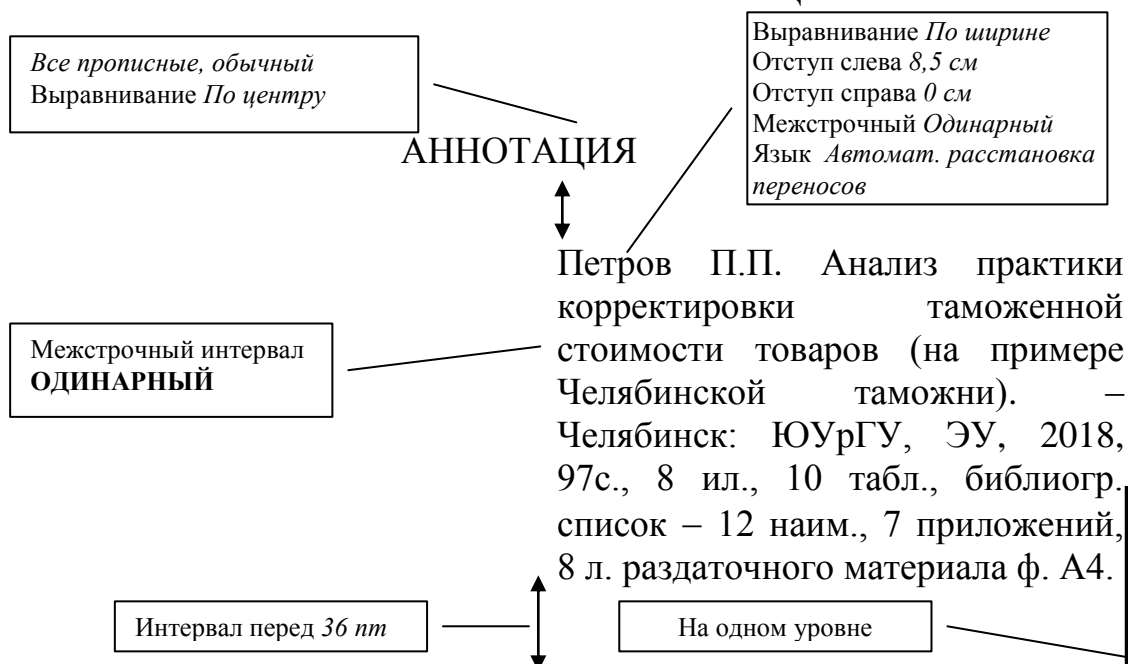 Все прописные, обычный
Выравнивание По центру
Выравнивание По ширине
Отступ слева 8,5 см
Отступ справа 0 см
Межстрочный Одинарный
Язык Автомат. расстановка
переносов
АННОТАЦИЯ
Петров П.П. Анализ практики
корректировки таможенной
стоимости товаров (на примере
Челябинской таможни). –
Челябинск: ЮУрГУ, ЭУ, 2018,
97с., 8 ил., 10 табл., библиогр.
список – 12 наим., 7 приложений,
8 л. раздаточного материала ф. А4.
Межстрочный интервал
ОДИНАРНЫЙ
Интервал перед 36 пт
На одном уровне